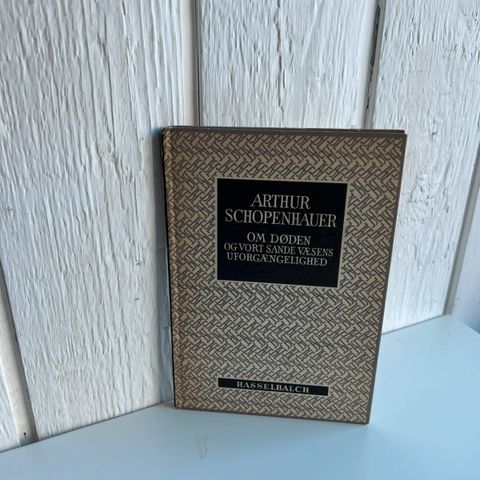 ARTHUR
SCHOPENHAUER
OM DØDEN
OG VORT SANDE VÆSENS
UFORGÆNGELIGHED
HASSELBALCH